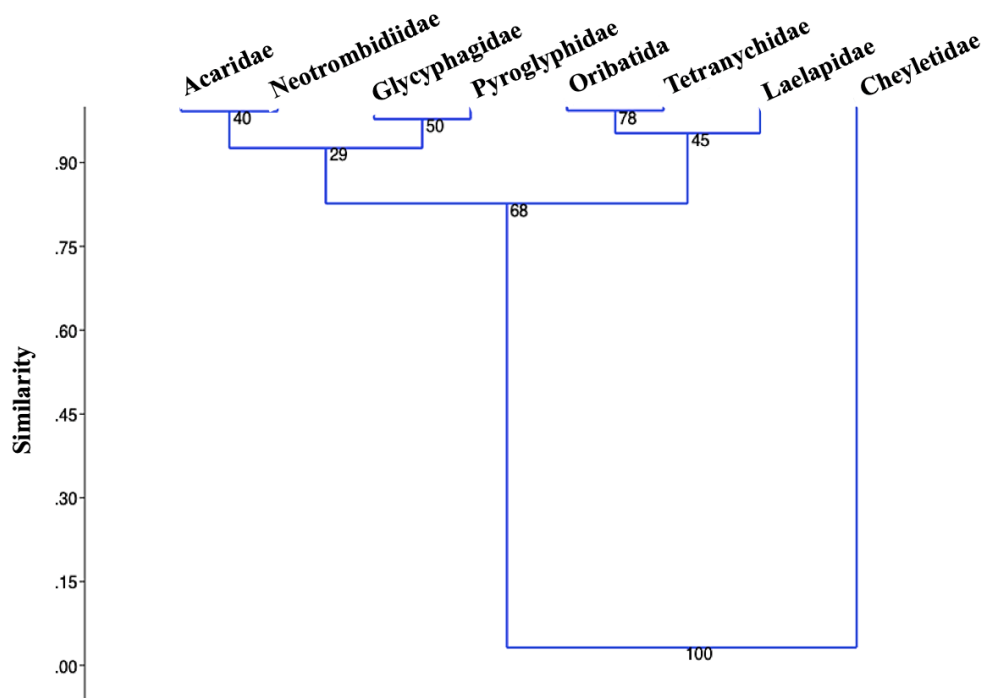 Acaridae
Neotrombidiidae
Glycyphagidae
Pyroglyphidae
Oribatida
Tetranychidae
Laelapidae
Cheyletidae
40
50
78
45
29
.90
68
.75
.60
Similarity
.45
.30
.15
100
.00